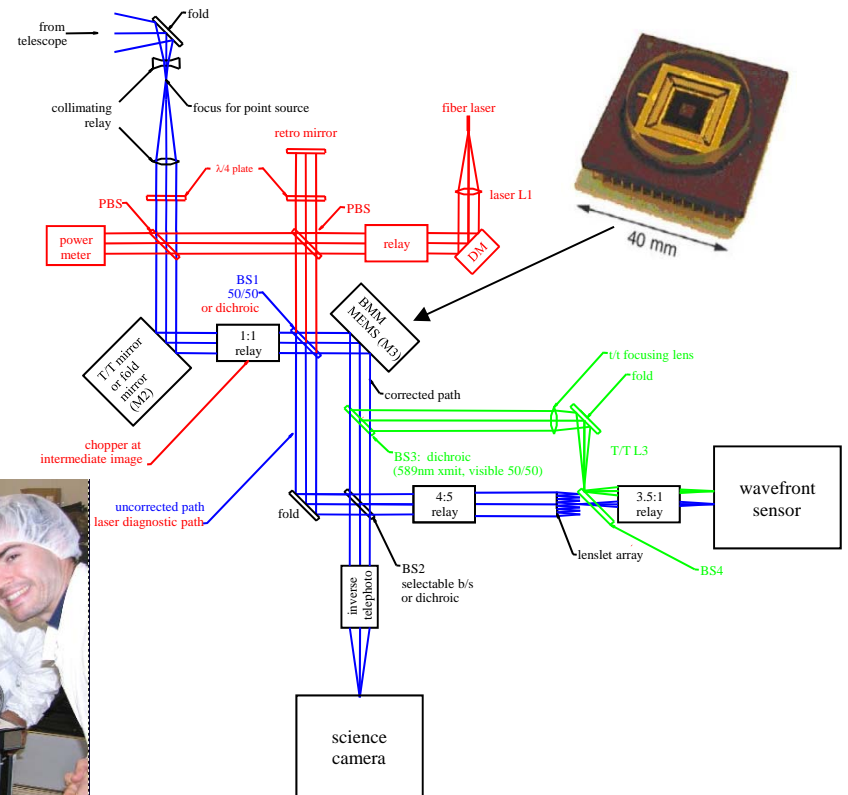 from
telescope
fold
collimating
relay
focus for point source
retro mirror
fiber laser
λ/4 plate
laser L1
PBS
PBS
power
meter
relay
DM
40 mm
BS1
50/50
or dichroic
BMM
MEMS (M3)
T/T mirror
or fold
mirror
(M2)
1:1
relay
t/t focusing lens
fold
corrected path
chopper at
intermediate image
BS3: dichroic
(589nm xmit, visible 50/50)
T/T L3
uncorrected path
laser diagnostic path
fold
4:5
relay
3.5:1
relay
wavefront
sensor
lenslet array
BS4
BS2
selectable b/s
or dichroic
inverse
telephoto
science
camera